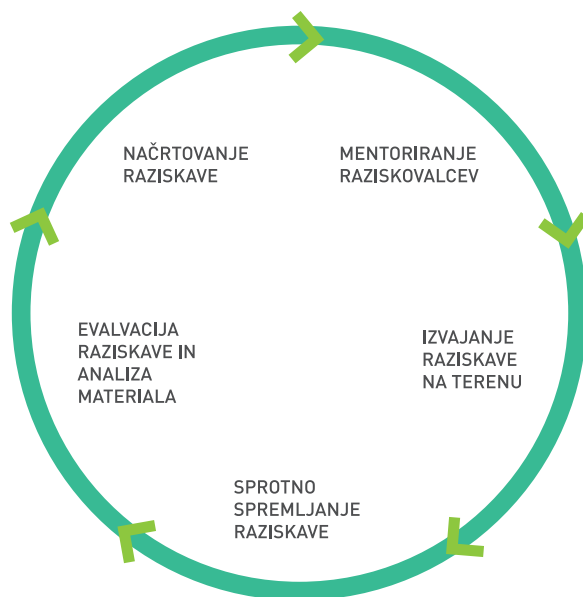 NAČRTOVANJE
RAZISKAVE
MENTORIRANJE
RAZISKOVALCEV
IZVAJANJE
RAZISKAVE
NA TERENU
SPROTNO
SPREMLJANJE
RAZISKAVE
EVALVACIJA
RAZISKAVE IN
ANALIZA
MATERIALA